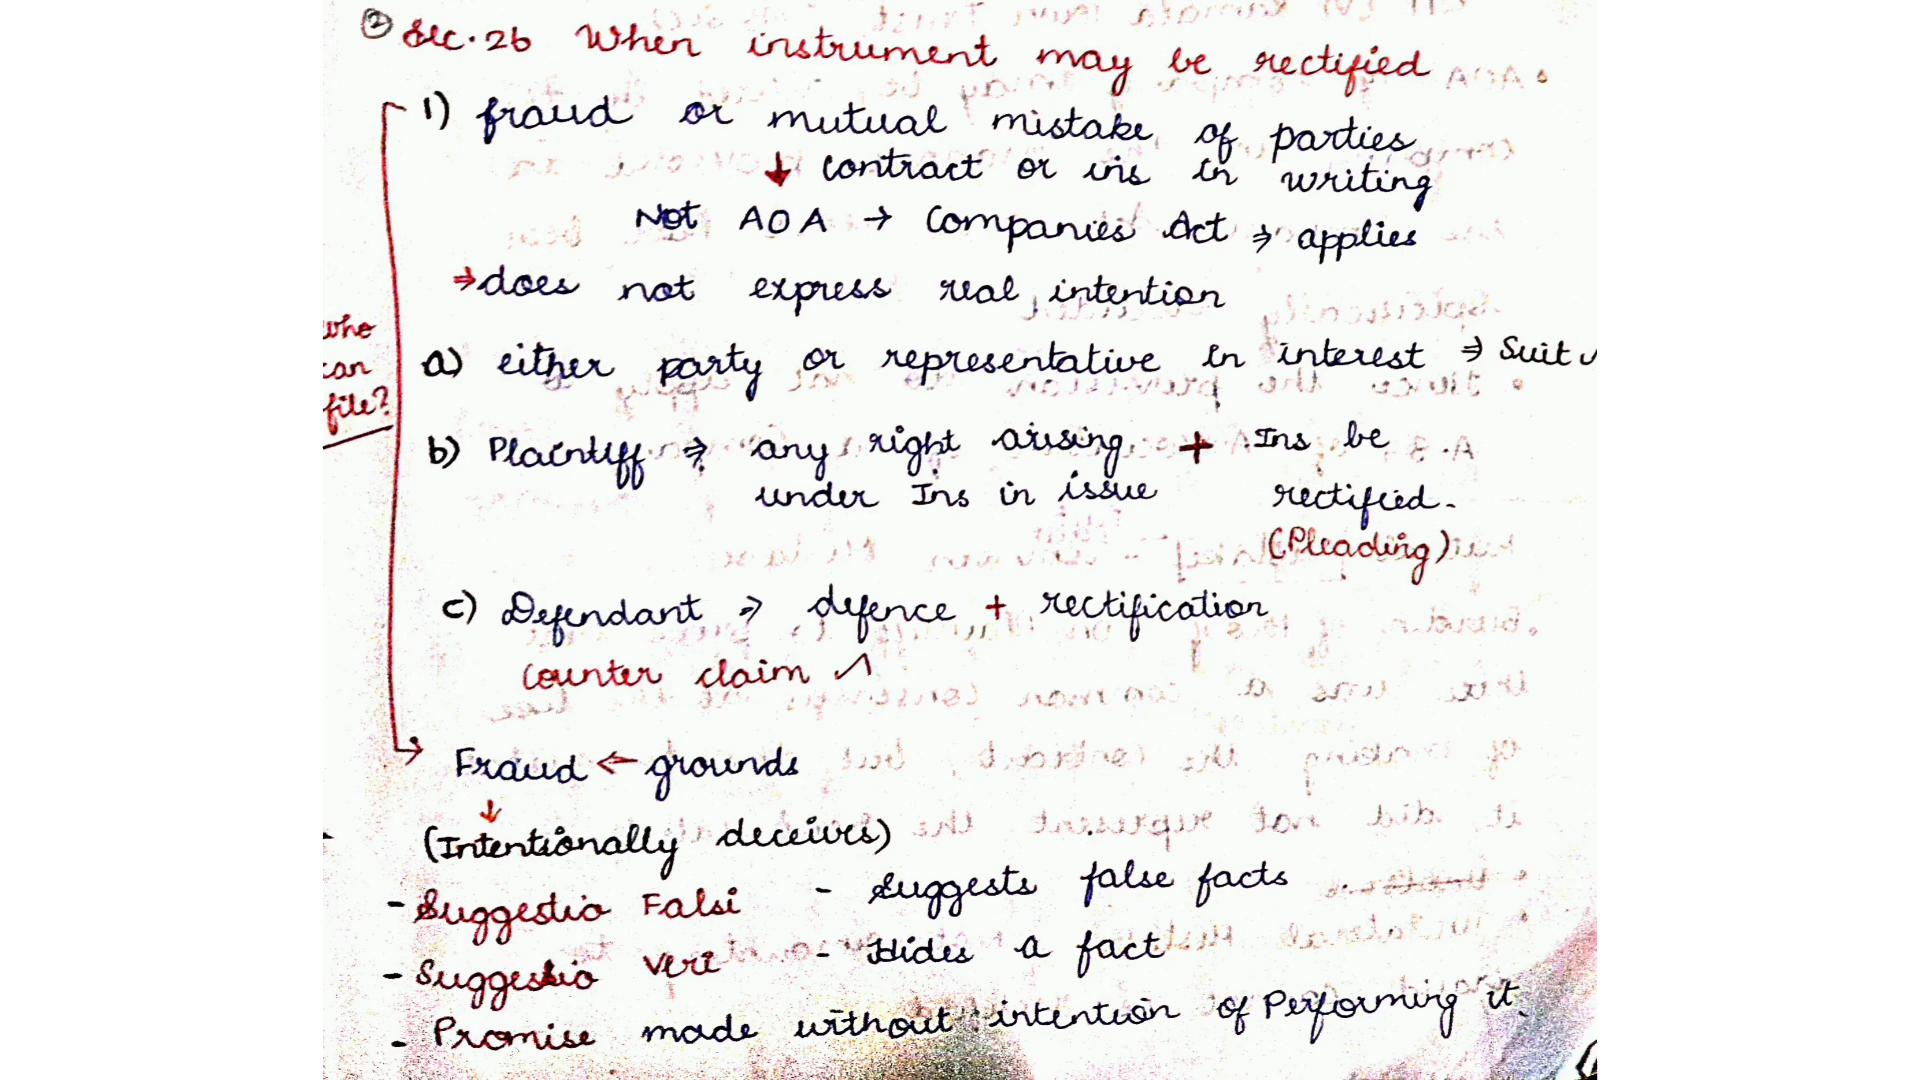 ② Sec. 26 When instrument may be rectified
1) fraud or mutual mistake of parties
↓ contract or ins in writing
Not AOA → Companies Act ⇒ applies
⇒ does not express real intention
who can file?
a) either party or representative in interest ⇒ Suit
b) Plaintiff ⇒ any right arising + Ins be
under Ins in issue rectified.
(Pleading)
c) Defendant ⇒ defence + rectification
Counter claim
Fraud ← grounds
↓
(Intentionally deceives)
- Suggestio Falsi - Suggests false facts
- Suggestio Veri - Hides a fact
- Promise made without intention of Performing it.